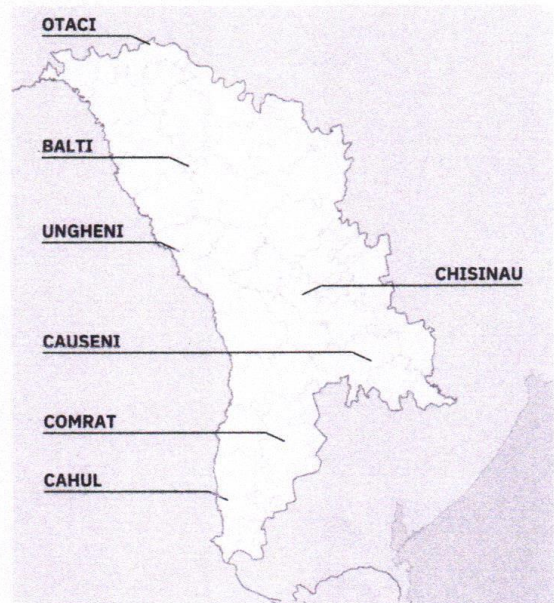 OTACI
BALTI
UNGHENI
CHISINAU
CAUSENI
COMRAT
CAHUL